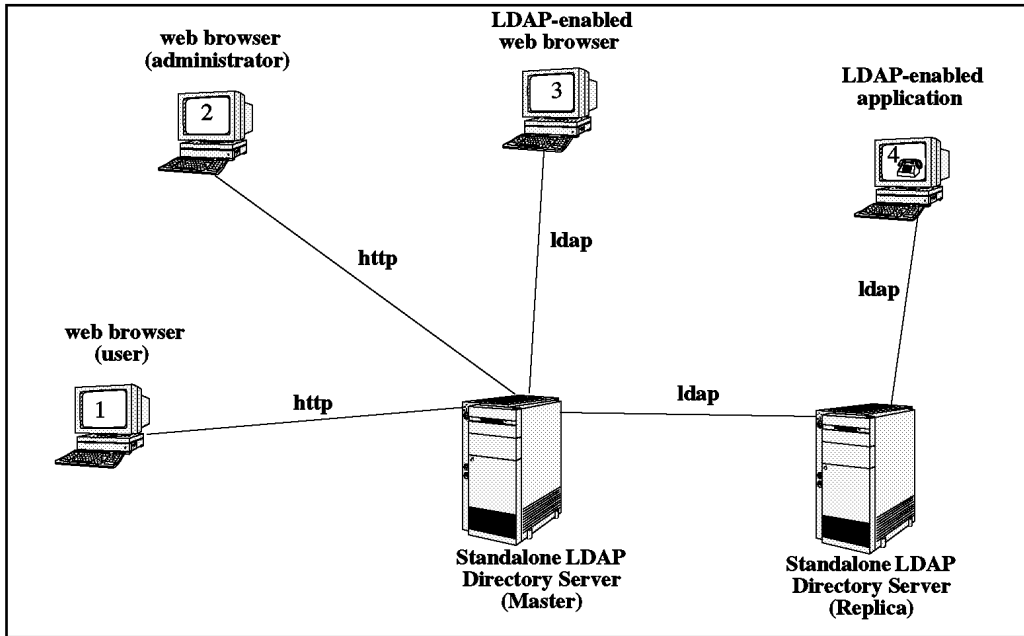 LDAP-enabled
web browser
web browser
(administrator)
LDAP-enabled
application
2
3
4
http
ldap
ldap
web browser
(user)
1
http
ldap
Standalone LDAP
Directory Server
(Master)
Standalone LDAP
Directory Server
(Replica)